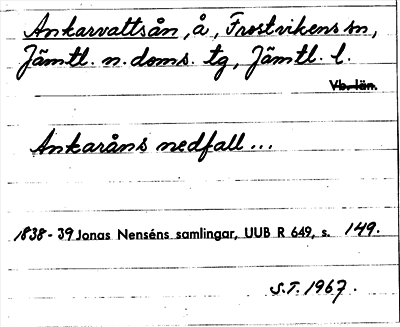 Ankarvattsån, å, Frostvikens sn,
Jämtl. n. doms. tg, Jämtl. l.
Vb. län.
Ankaråns nedfall...
1838-39 Jonas Nenséns samlingar, UUB R 649, s. 149.
S.T. 1967.